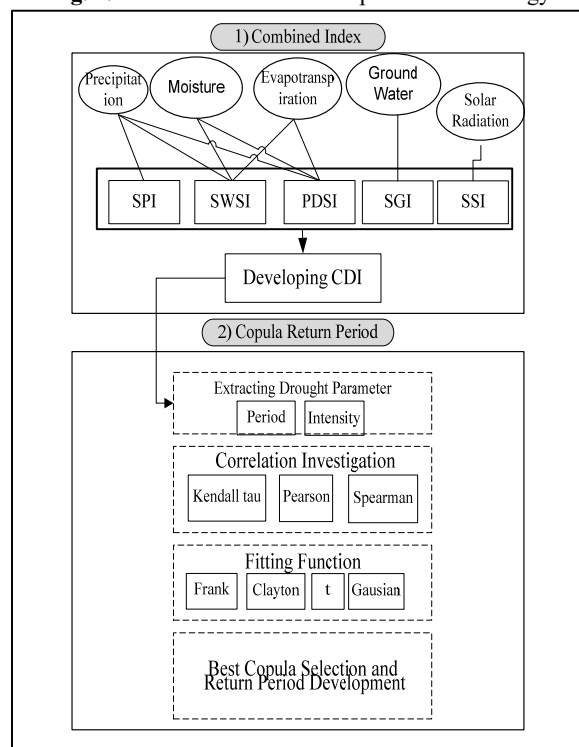 1) Combined Index
Precipitat
ion
Moisture
Evapotransp
iration
Ground
Water
Solar
Radiation
SPI
SWSI
PDSI
SGI
SSI
Developing CDI
2) Copula Return Period
Extracting Drought Parameter
Period
Intensity
Correlation Investigation
Kendall tau
Pearson
Spearman
Fitting Function
Frank
Clayton
t
Gausian
Best Copula Selection and
Return Period Development